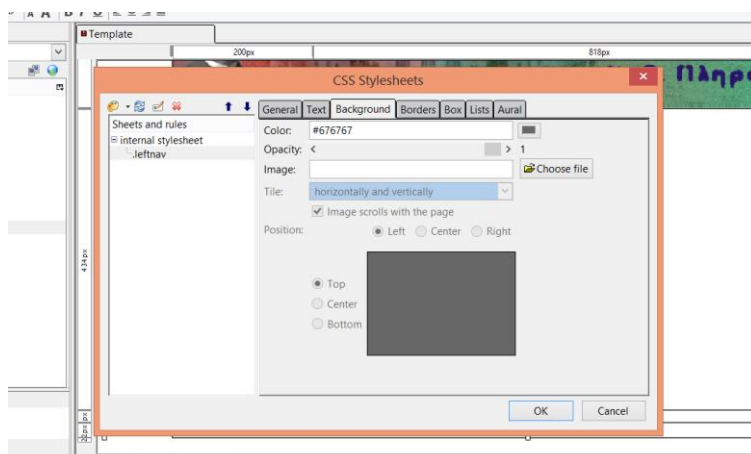 Template
200px
818px
Πληρο
CSS Stylesheets
General Text Background Borders Box Lists Aural
Sheets and rules
internal stylesheet
.leftnav
Color: #676767
Opacity: < > 1
Image: Choose file
Tile: horizontally and vertically
Image scrolls with the page
Position: Left Center Right
Top
Center
Bottom
434px
OK Cancel